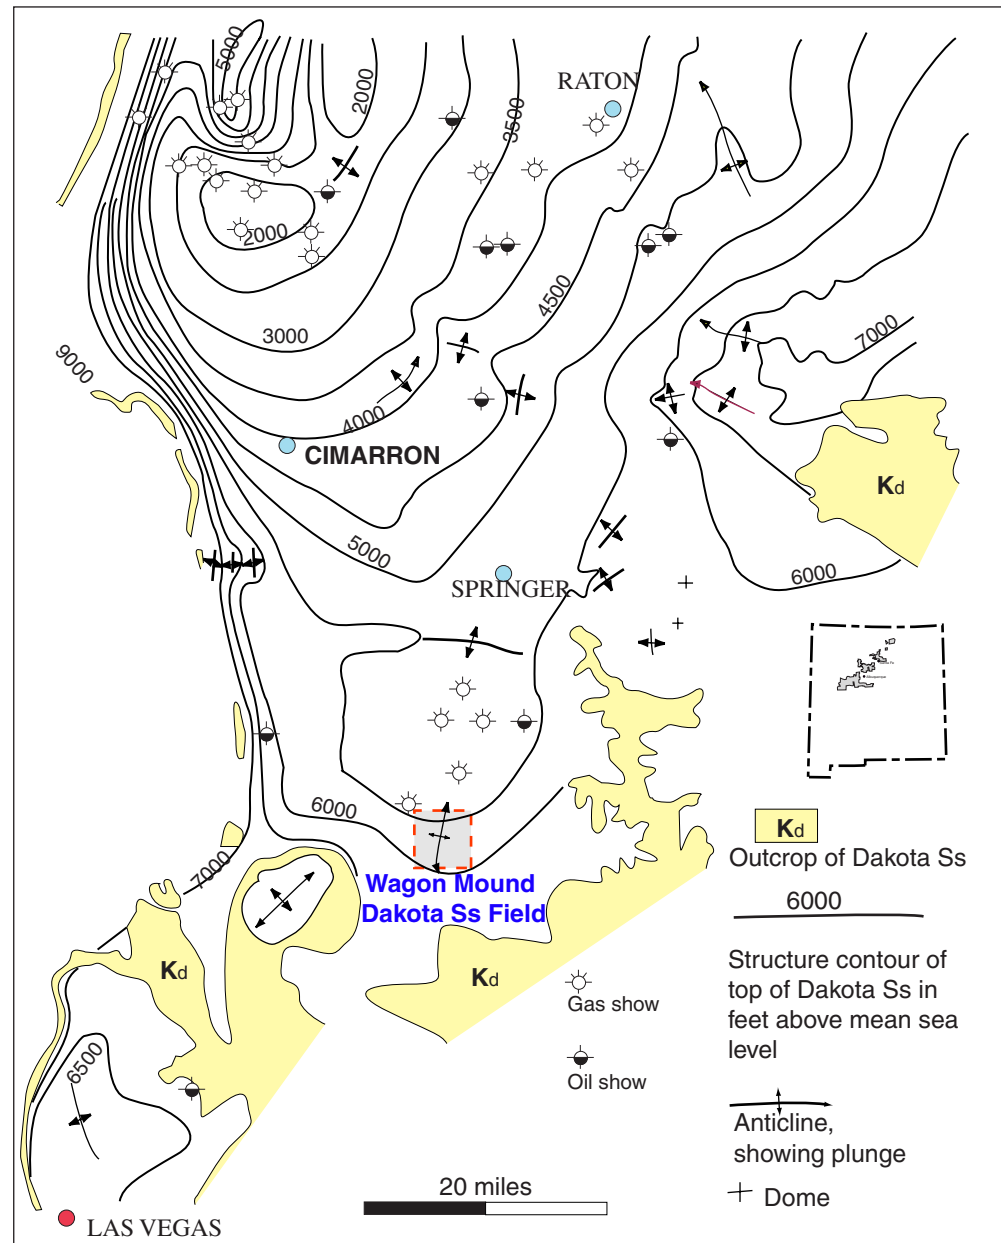 5000
2000
3500
RATON
2000
4500
7000
3000
9000
4000
CIMARRON
Kd
5000
6000
SPRINGER
6000
7000
Wagon Mound
Dakota Ss Field
Kd
Kd
6500
Kd
Outcrop of Dakota Ss
6000
Structure contour of
top of Dakota Ss in
feet above mean sea
level
Gas show
Oil show
Anticline,
showing plunge
Dome
20 miles
LAS VEGAS